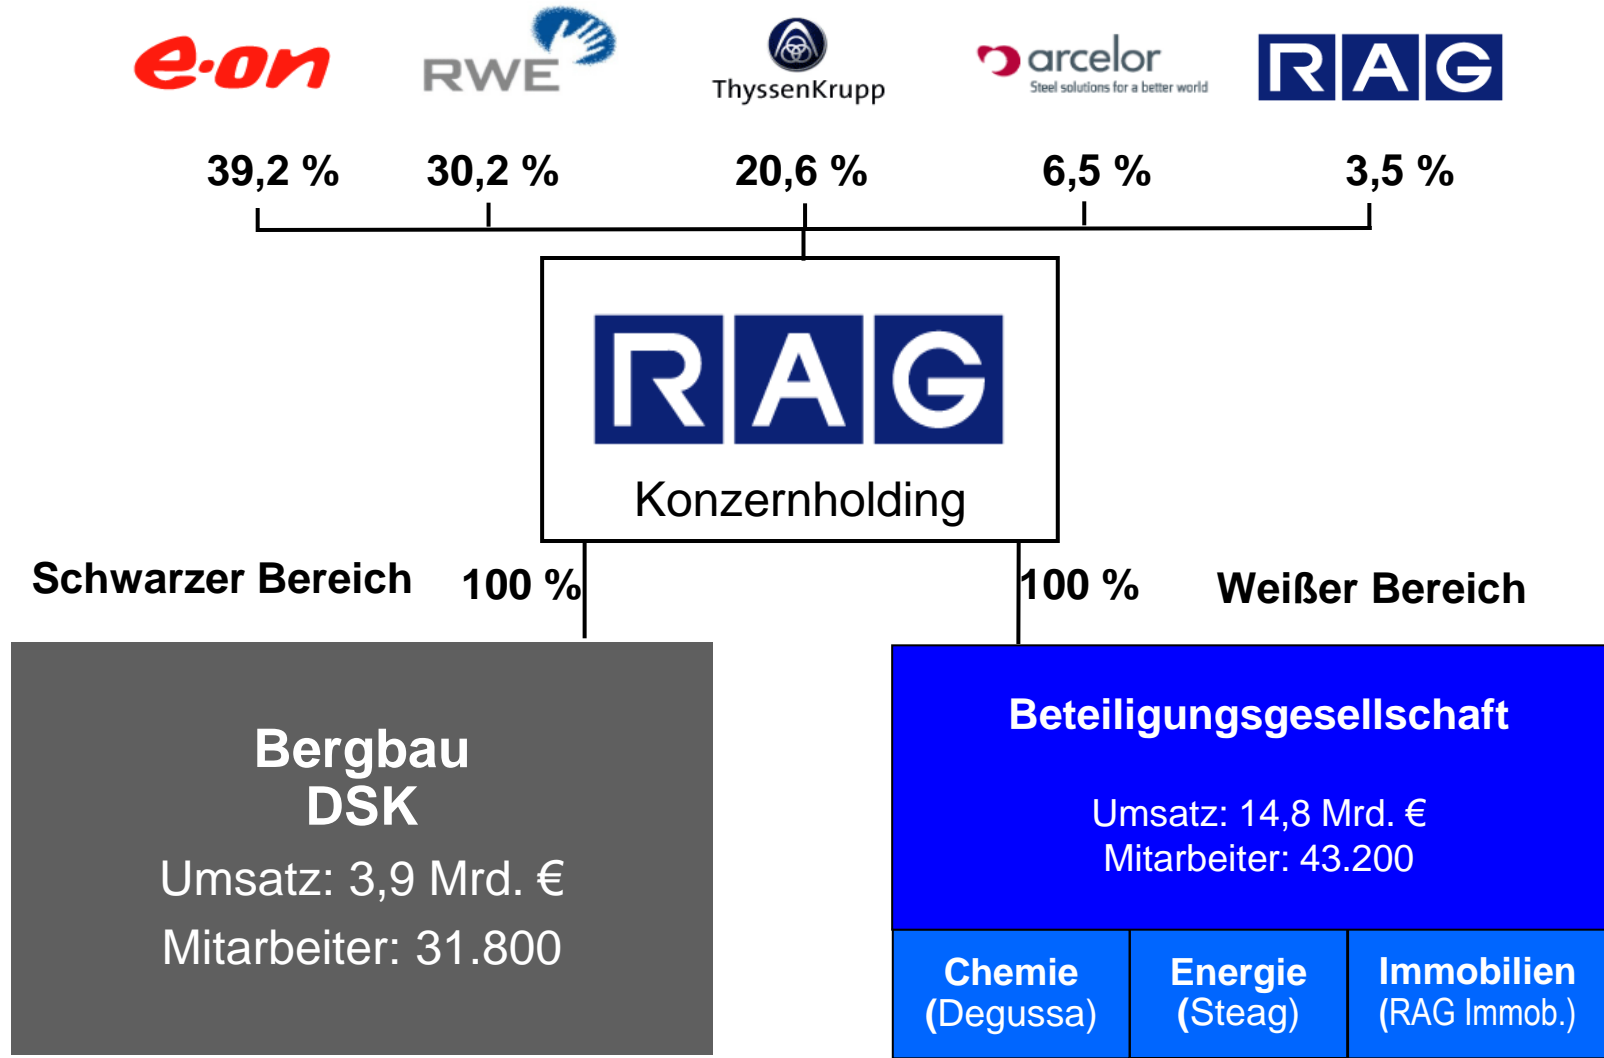 e·on
RWE
ThyssenKrupp
arcelor
Steel solutions for a better world
RAG
39,2 %
30,2 %
20,6 %
6,5 %
3,5 %
RAG
Konzernholding
Schwarzer Bereich
100 %
100 %
Weißer Bereich
Bergbau
DSK
Umsatz: 3,9 Mrd. €
Mitarbeiter: 31.800
Beteiligungsgesellschaft
Umsatz: 14,8 Mrd. €
Mitarbeiter: 43.200
Chemie
(Degussa)
Energie
(Steag)
Immobilien
(RAG Immob.)